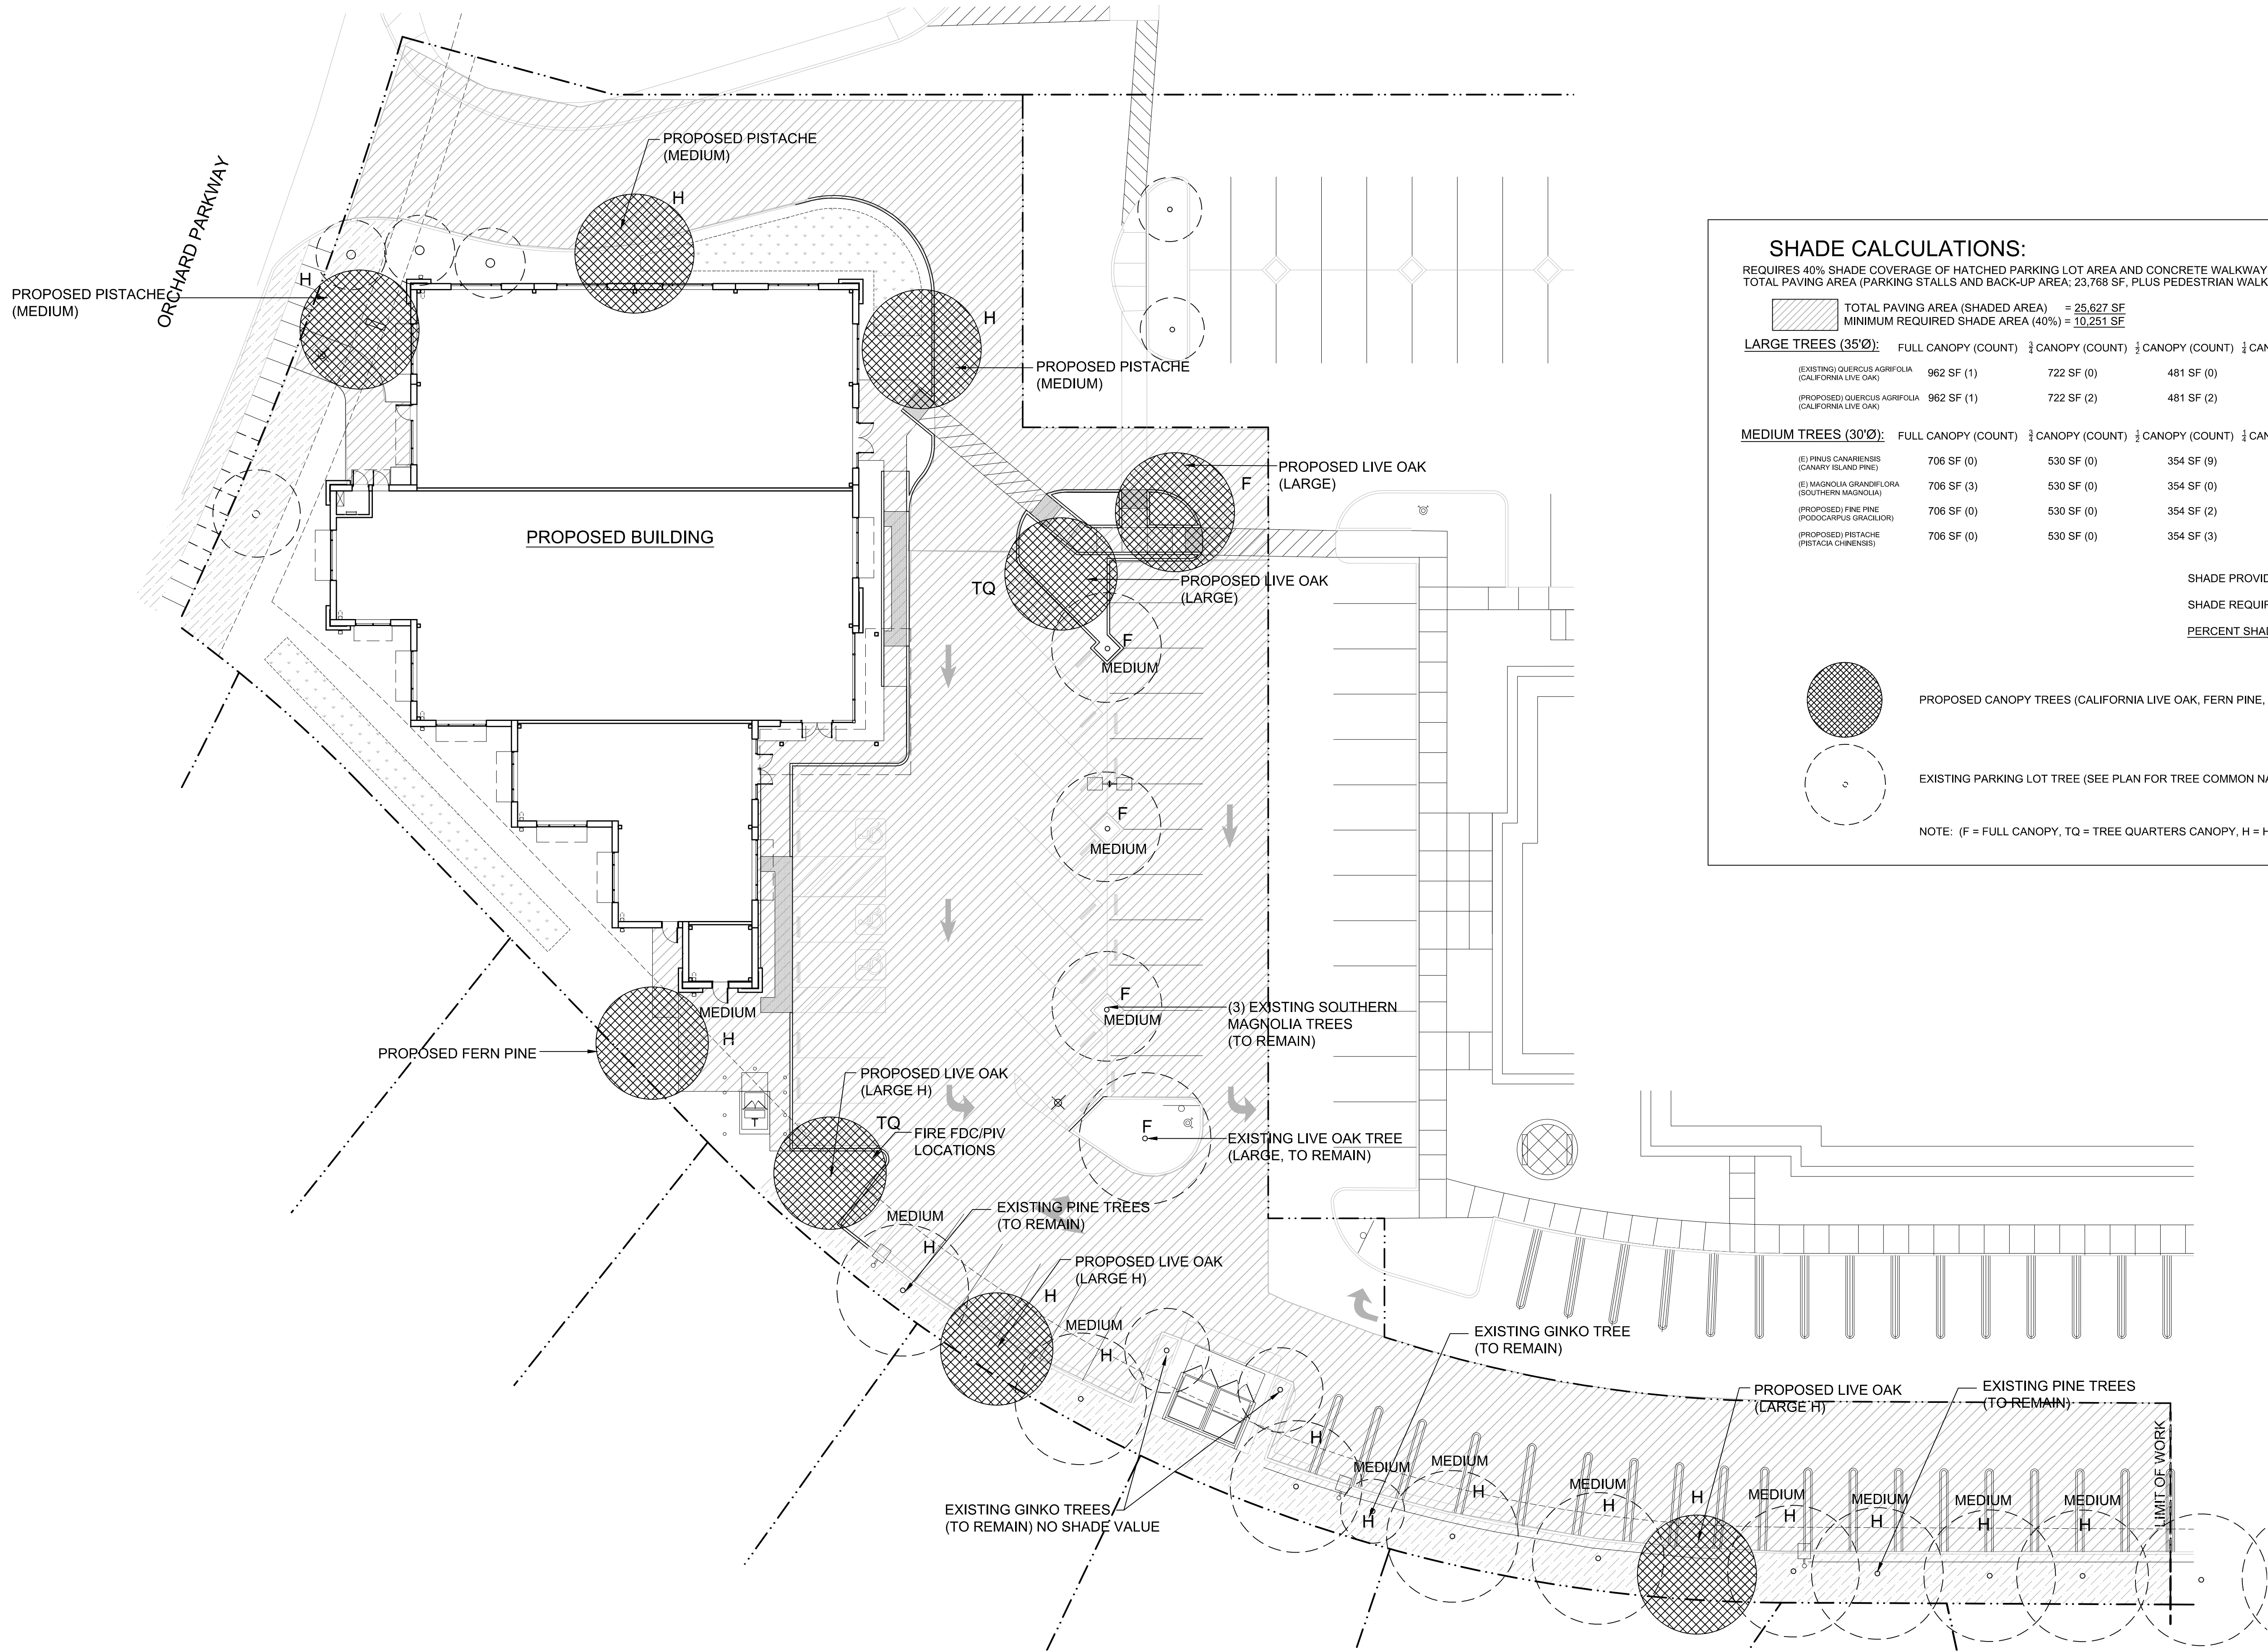 PROPOSED PISTACHE
(MEDIUM)
H
ORCHARD PARKWAY
PROPOSED PISTACHE
(MEDIUM)
H
H
PROPOSED PISTACHE
(MEDIUM)
PROPOSED LIVE OAK
(LARGE)
F
PROPOSED BUILDING
TQ
PROPOSED LIVE OAK
(LARGE)
F
MEDIUM
F
MEDIUM
F
MEDIUM
(3) EXISTING SOUTHERN
MAGNOLIA TREES
(TO REMAIN)
MEDIUM
H
PROPOSED FERN PINE
T
PROPOSED LIVE OAK
(LARGE H)
TQ
FIRE FDC/PIV
LOCATIONS
F
EXISTING LIVE OAK TREE
(LARGE, TO REMAIN)
EXISTING PINE TREES
(TO REMAIN)
MEDIUM
H
PROPOSED LIVE OAK
(LARGE H)
H
MEDIUM
H
EXISTING GINKO TREE
(TO REMAIN)
EXISTING GINKO TREES
(TO REMAIN) NO SHADE VALUE
H
MEDIUM
H
MEDIUM
H
MEDIUM
H
PROPOSED LIVE OAK
(LARGE H)
H
EXISTING PINE TREES
(TO REMAIN)
MEDIUM
H
MEDIUM
H
MEDIUM
H
MEDIUM
H
LIMIT OF WORK
SHADE CALCULATIONS:
REQUIRES 40% SHADE COVERAGE OF HATCHED PARKING LOT AREA AND CONCRETE WALKWAY
TOTAL PAVING AREA (PARKING STALLS AND BACK-UP AREA; 23,768 SF, PLUS PEDESTRIAN WALK
TOTAL PAVING AREA (SHADED AREA) = 25,627 SF
MINIMUM REQUIRED SHADE AREA (40%) = 10,251 SF
LARGE TREES (35'Ø): FULL CANOPY (COUNT) 3/4 CANOPY (COUNT) 1/2 CANOPY (COUNT) 1/4 CAN
(EXISTING) QUERCUS AGRIFOLIA 962 SF (1) 722 SF (0) 481 SF (0)
(CALIFORNIA LIVE OAK)
(PROPOSED) QUERCUS AGRIFOLIA 962 SF (1) 722 SF (2) 481 SF (2)
(CALIFORNIA LIVE OAK)
MEDIUM TREES (30'Ø): FULL CANOPY (COUNT) 3/4 CANOPY (COUNT) 1/2 CANOPY (COUNT) 1/4 CAN
(E) PINUS CANARIENSIS 706 SF (0) 530 SF (0) 354 SF (9)
(CANARY ISLAND PINE)
(E) MAGNOLIA GRANDIFLORA 706 SF (3) 530 SF (0) 354 SF (0)
(SOUTHERN MAGNOLIA)
(PROPOSED) FINE PINE 706 SF (0) 530 SF (0) 354 SF (2)
(PODOCARPUS GRACILIOR)
(PROPOSED) PISTACHE 706 SF (0) 530 SF (0) 354 SF (3)
(PISTACIA CHINENSIS)
SHADE PROVID
SHADE REQUIR
PERCENT SHAD
PROPOSED CANOPY TREES (CALIFORNIA LIVE OAK, FERN PINE,
EXISTING PARKING LOT TREE (SEE PLAN FOR TREE COMMON NA
NOTE: (F = FULL CANOPY, TQ = TREE QUARTERS CANOPY, H = H